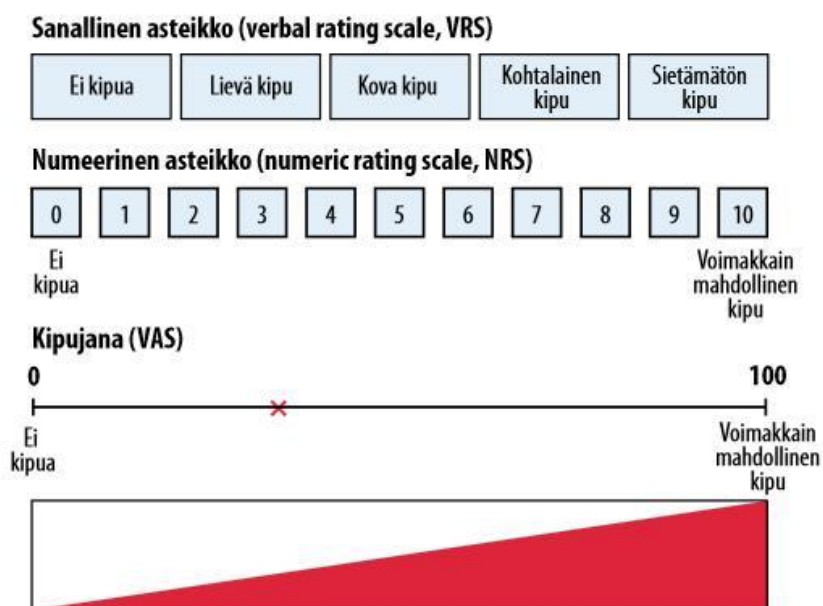 Sanallinen asteikko (verbal rating scale, VRS)
Ei kipua
Lievä kipu
Kova kipu
Kohtalainen
kipu
Sietämätön
kipu
Numeerinen asteikko (numeric rating scale, NRS)
0 1 2 3 4 5 6 7 8 9 10
Ei
kipua
Voimakkain
mahdollinen
kipu
Kipujana (VAS)
0 100
Ei
kipua
Voimakkain
mahdollinen
kipu